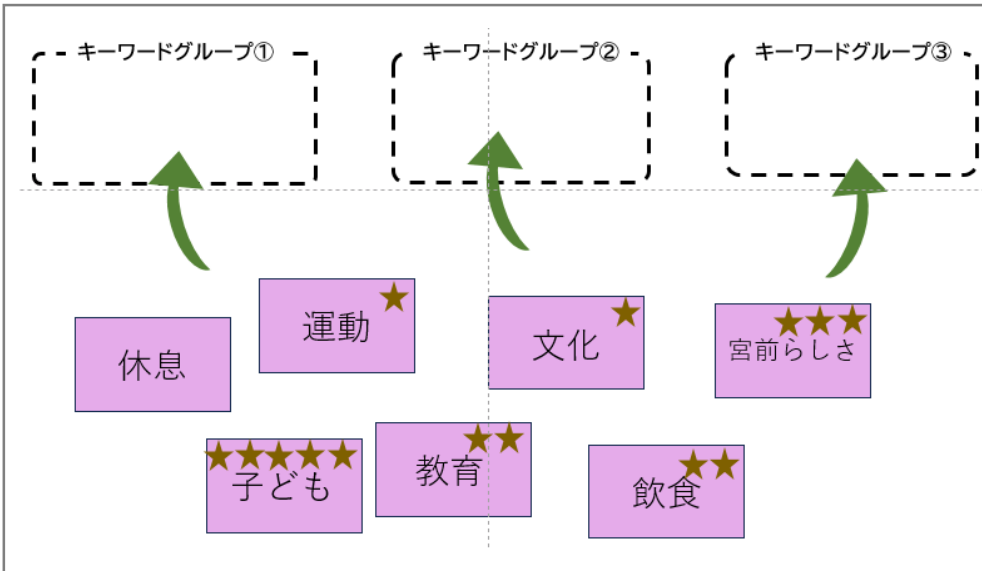 キーワードグループ①
キーワードグループ②
キーワードグループ③
休息
運動
文化
宮前らしさ
子ども
教育
飲食